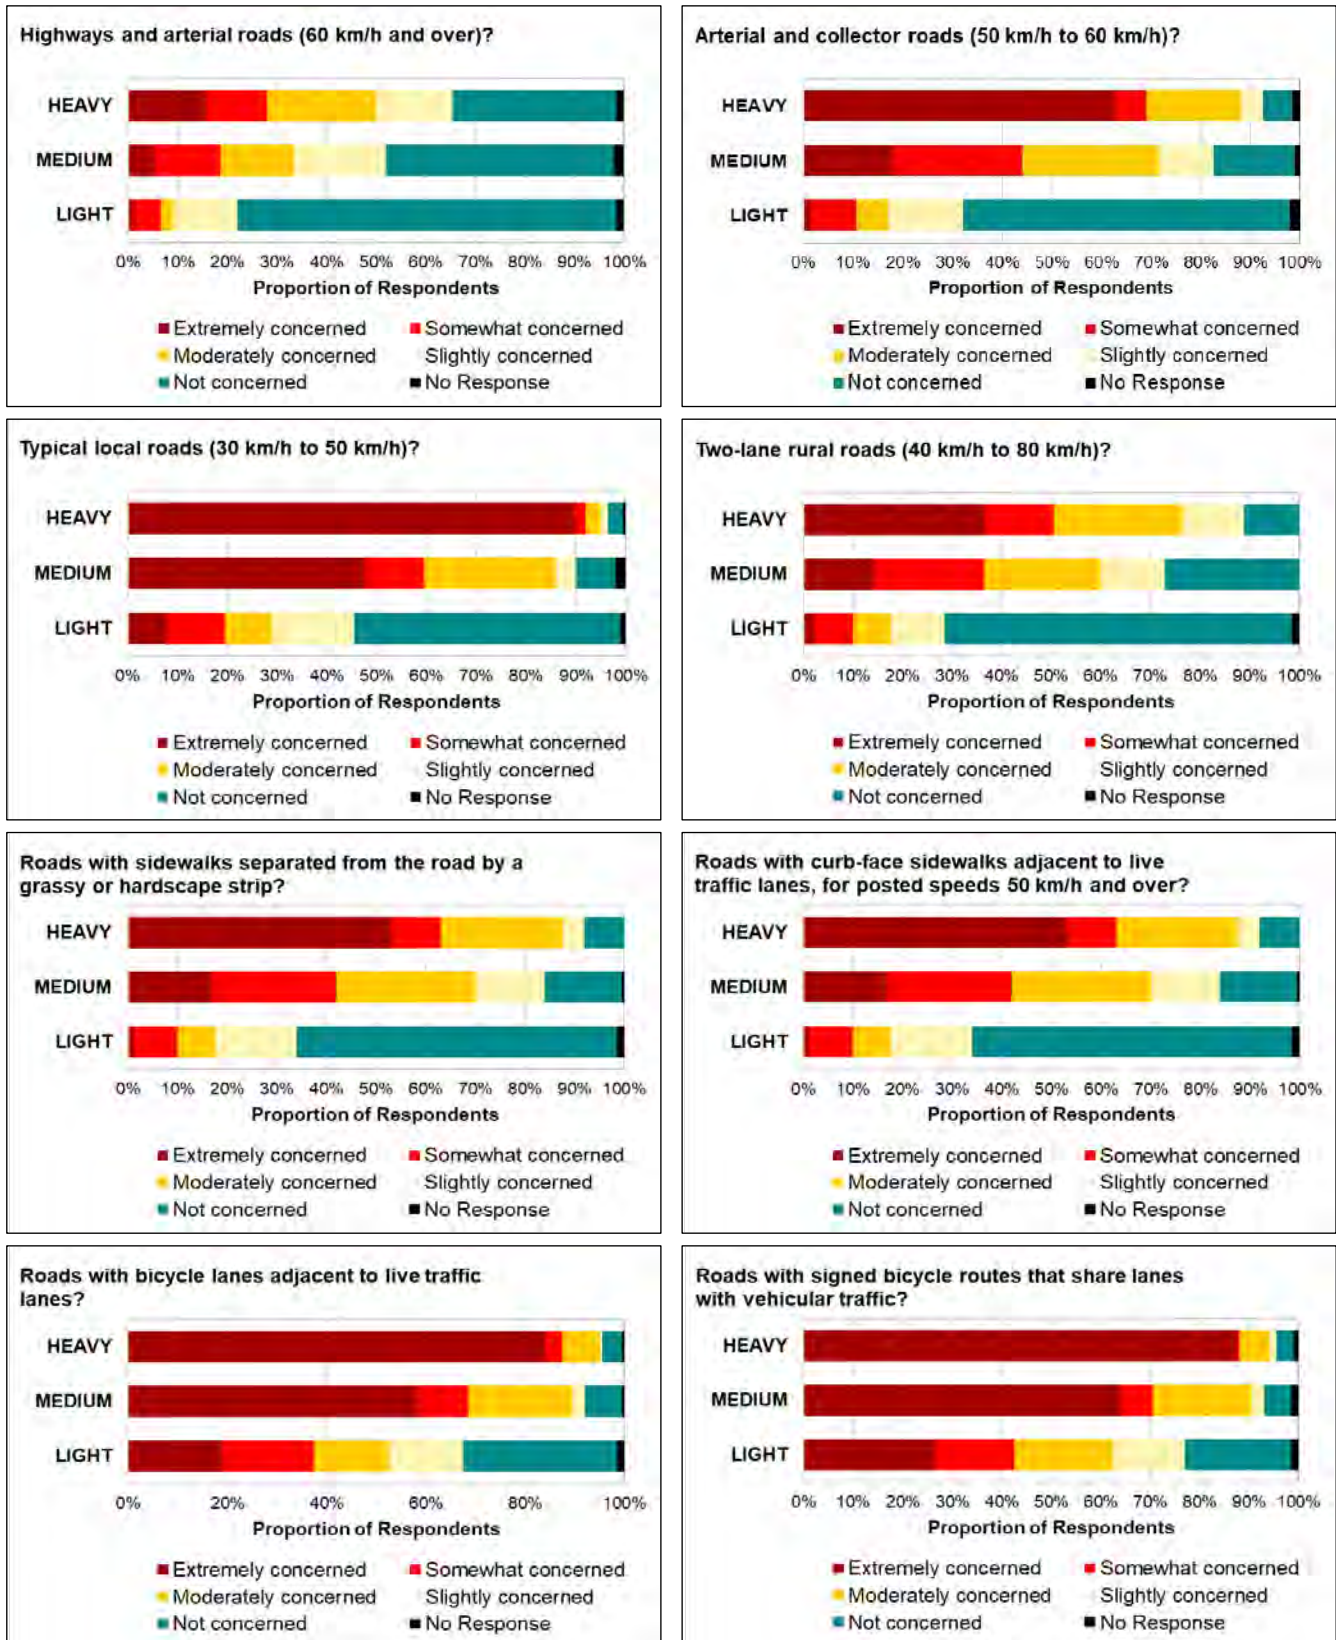 Highways and arterial roads (60 km/h and over)?
HEAVY
MEDIUM
LIGHT
0% 10% 20% 30% 40% 50% 60% 70% 80% 90% 100%
Proportion of Respondents
Extremely concerned Somewhat concerned
Moderately concerned Slightly concerned
Not concerned No Response
Arterial and collector roads (50 km/h to 60 km/h)?
HEAVY
MEDIUM
LIGHT
0% 10% 20% 30% 40% 50% 60% 70% 80% 90% 100%
Proportion of Respondents
Extremely concerned Somewhat concerned
Moderately concerned Slightly concerned
Not concerned No Response
Typical local roads (30 km/h to 50 km/h)?
HEAVY
MEDIUM
LIGHT
0% 10% 20% 30% 40% 50% 60% 70% 80% 90% 100%
Proportion of Respondents
Extremely concerned Somewhat concerned
Moderately concerned Slightly concerned
Not concerned No Response
Two-lane rural roads (40 km/h to 80 km/h)?
HEAVY
MEDIUM
LIGHT
0% 10% 20% 30% 40% 50% 60% 70% 80% 90% 100%
Proportion of Respondents
Extremely concerned Somewhat concerned
Moderately concerned Slightly concerned
Not concerned No Response
Roads with sidewalks separated from the road by a
grassy or hardscape strip?
HEAVY
MEDIUM
LIGHT
0% 10% 20% 30% 40% 50% 60% 70% 80% 90% 100%
Proportion of Respondents
Extremely concerned Somewhat concerned
Moderately concerned Slightly concerned
Not concerned No Response
Roads with curb-face sidewalks adjacent to live
traffic lanes, for posted speeds 50 km/h and over?
HEAVY
MEDIUM
LIGHT
0% 10% 20% 30% 40% 50% 60% 70% 80% 90% 100%
Proportion of Respondents
Extremely concerned Somewhat concerned
Moderately concerned Slightly concerned
Not concerned No Response
Roads with bicycle lanes adjacent to live traffic
lanes?
HEAVY
MEDIUM
LIGHT
0% 20% 40% 60% 80% 100%
Proportion of Respondents
Extremely concerned Somewhat concerned
Moderately concerned Slightly concerned
Not concerned No Response
Roads with signed bicycle routes that share lanes
with vehicular traffic?
HEAVY
MEDIUM
LIGHT
0% 10% 20% 30% 40% 50% 60% 70% 80% 90% 100%
Proportion of Respondents
Extremely concerned Somewhat concerned
Moderately concerned Slightly concerned
Not concerned No Response